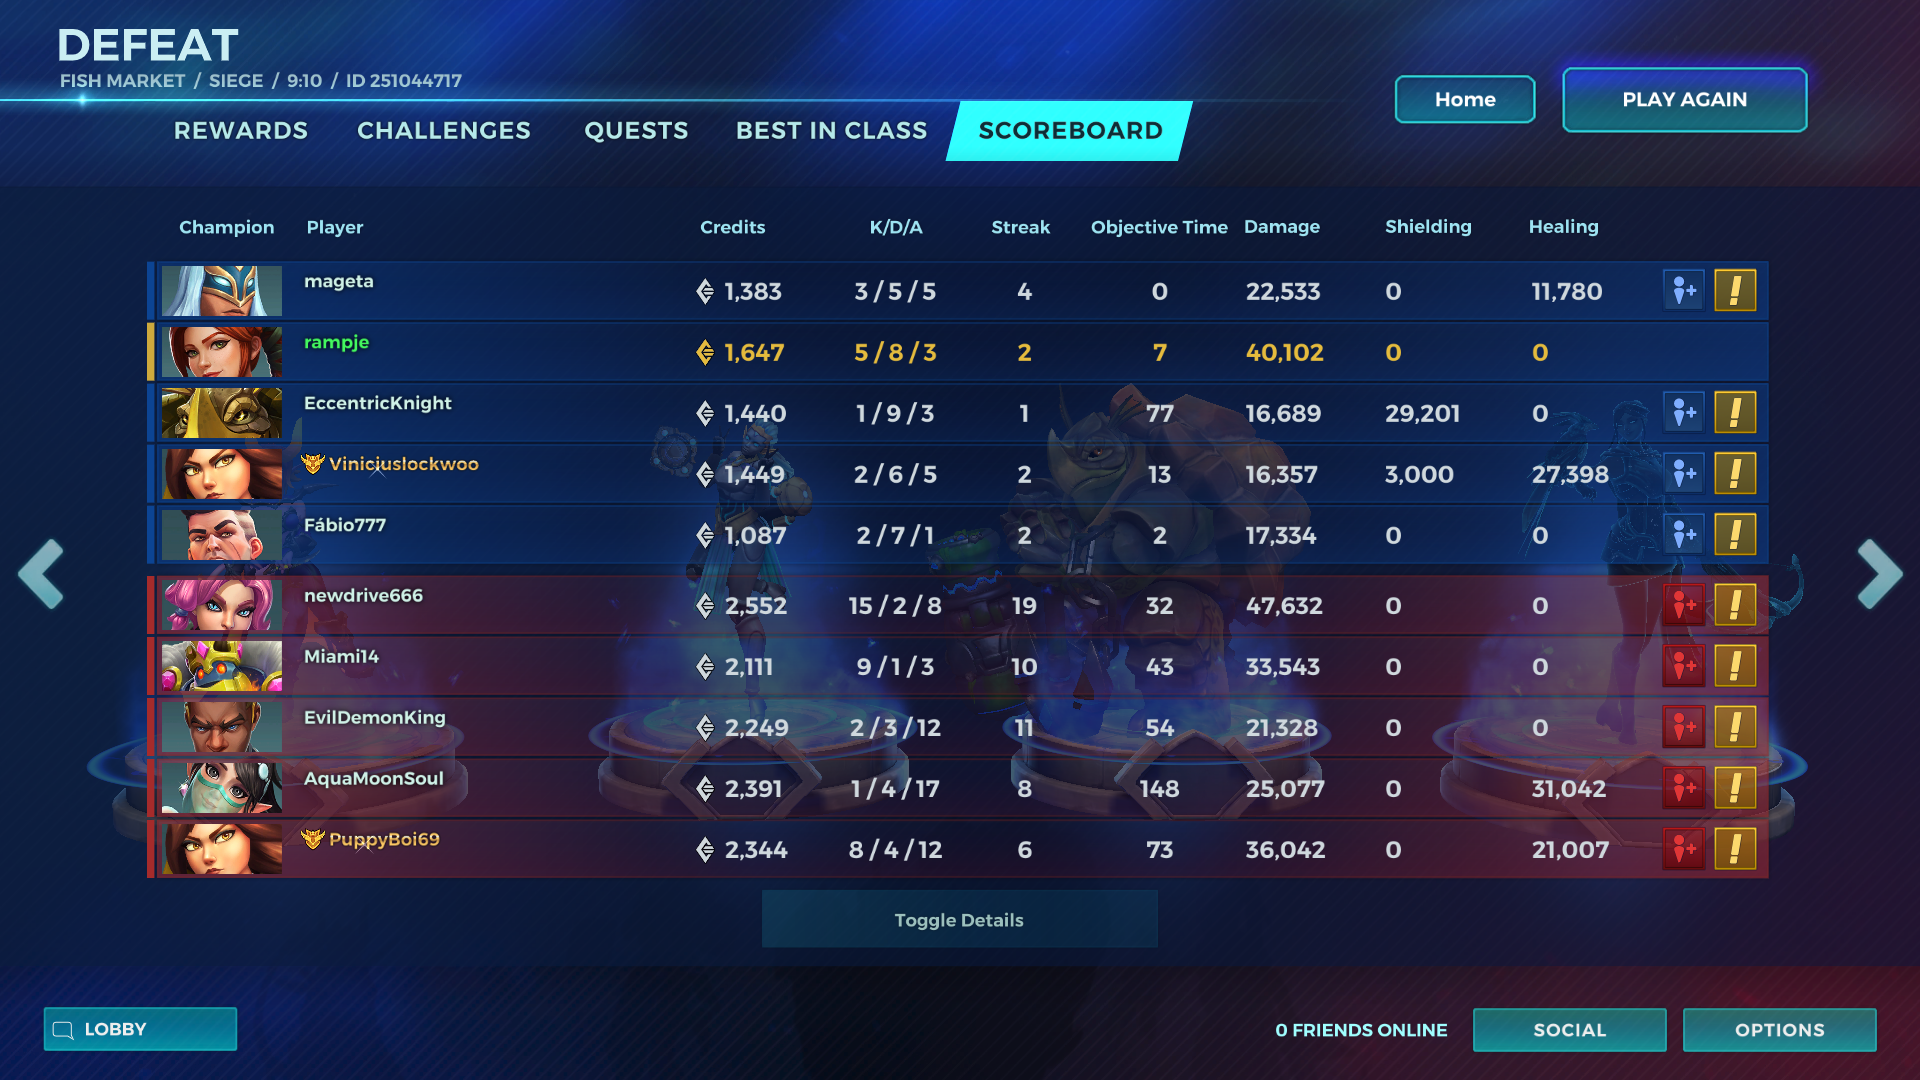 DEFEAT
FISH MARKET / SIEGE / 9:10 / ID 251044717
Home
PLAY AGAIN
REWARDS CHALLENGES QUESTS BEST IN CLASS SCOREBOARD
Champion Player Credits K/D/A Streak Objective Time Damage Shielding Healing
mageta 1,383 3 / 5 / 5 4 0 22,533 0 11,780
rampje 1,647 5 / 8 / 3 2 7 40,102 0 0
EccentricKnight 1,440 1 / 9 / 3 1 77 16,689 29,201 0
Viniciuslockwoo 1,449 2 / 6 / 5 2 13 16,357 3,000 27,398
Fábio777 1,087 2 / 7 / 1 2 2 17,334 0 0
newdrive666 2,552 15 / 2 / 8 19 32 47,632 0 0
Miami14 2,111 9 / 1 / 3 10 43 33,543 0 0
EvilDemonKing 2,249 2 / 3 / 12 11 54 21,328 0 0
AquaMoonSoul 2,391 1 / 4 / 17 8 148 25,077 0 31,042
PuppyBoi69 2,344 8 / 4 / 12 6 73 36,042 0 21,007
Toggle Details
LOBBY
0 FRIENDS ONLINE
SOCIAL
OPTIONS